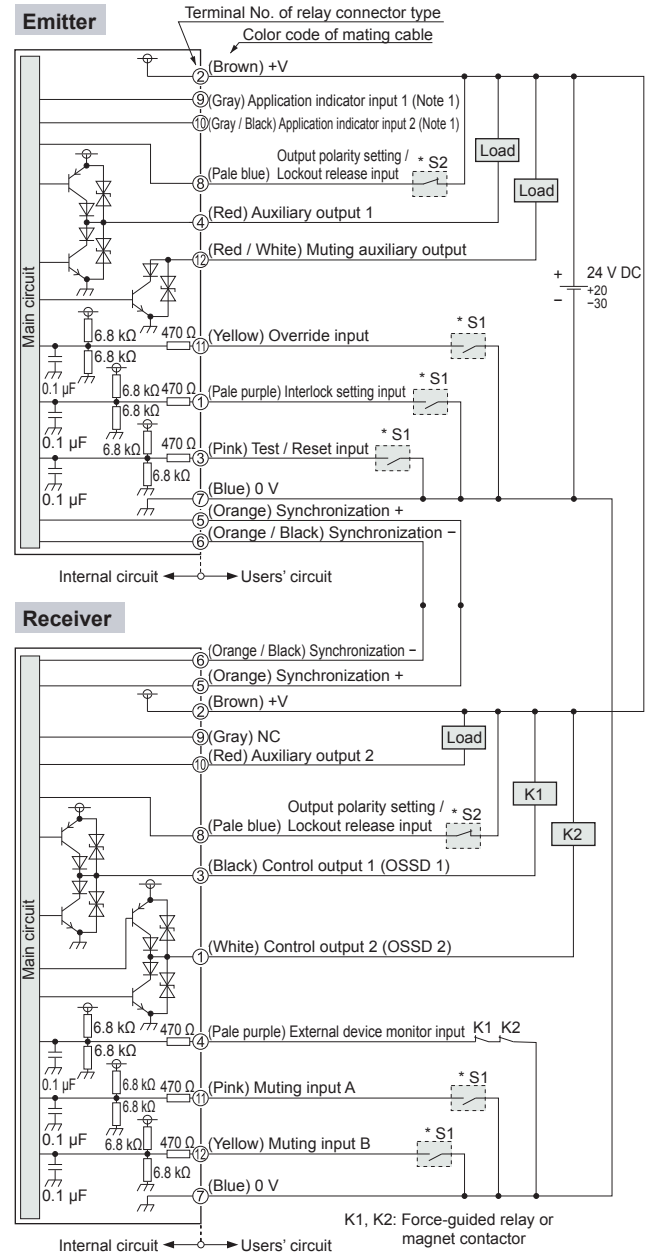 Emitter
Terminal No. of relay connector type
Color code of mating cable
② (Brown) +V
⑨ (Gray) Application indicator input 1 (Note 1)
⑩ (Gray / Black) Application indicator input 2 (Note 1)
Output polarity setting / * S2
⑧ (Pale blue) Lockout release input
Load
Load
④ (Red) Auxiliary output 1
⑫ (Red / White) Muting auxiliary output
+ 24 V DC +20
− −30
Main circuit
6.8 kΩ 470 Ω ⑪ (Yellow) Override input * S1
6.8 kΩ
0.1 μF
6.8 kΩ 470 Ω ① (Pale purple) Interlock setting input * S1
6.8 kΩ
0.1 μF
6.8 kΩ 470 Ω ③ (Pink) Test / Reset input * S1
6.8 kΩ
0.1 μF
⑦ (Blue) 0 V
⑤ (Orange) Synchronization +
⑥ (Orange / Black) Synchronization −
Internal circuit Users' circuit
Receiver
⑥ (Orange / Black) Synchronization −
⑤ (Orange) Synchronization +
② (Brown) +V
⑨ (Gray) NC
Load
⑩ (Red) Auxiliary output 2
K1
Output polarity setting / * S2
⑧ (Pale blue) Lockout release input
K2
③ (Black) Control output 1 (OSSD 1)
Main circuit
① (White) Control output 2 (OSSD 2)
6.8 kΩ 470 Ω ④ (Pale purple) External device monitor input K1 K2
6.8 kΩ
0.1 μF
6.8 kΩ 470 Ω ⑪ (Pink) Muting input A * S1
6.8 kΩ
0.1 μF
6.8 kΩ 470 Ω ⑫ (Yellow) Muting input B * S1
6.8 kΩ
0.1 μF
⑦ (Blue) 0 V
K1, K2: Force-guided relay or
magnet contactor
Internal circuit Users' circuit